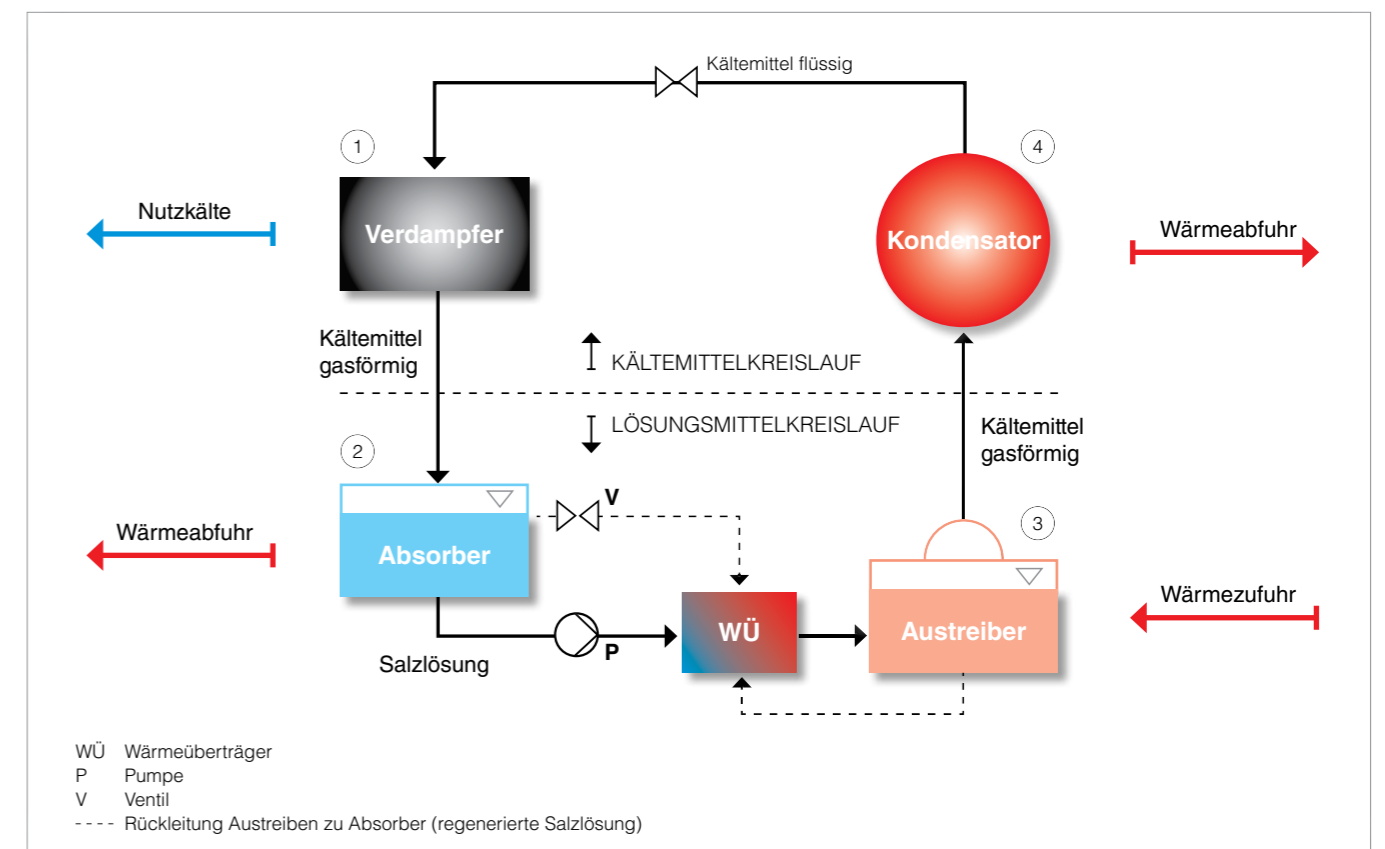 Kältemittel flüssig
1
4
Nutzkälte
Verdampfer
Kondensator
Wärmeabfuhr
Kältemittel
gasförmig
KÄLTEMITTELKREISLAUF
LÖSUNGSMITTELKREISLAUF
Kältemittel
gasförmig
2
V
3
Wärmeabfuhr
Absorber
Wärmezufuhr
WÜ
Austreiber
P
Salzlösung
WÜ Wärmeüberträger
P Pumpe
V Ventil
---- Rückleitung Austreiben zu Absorber (regenerierte Salzlösung)